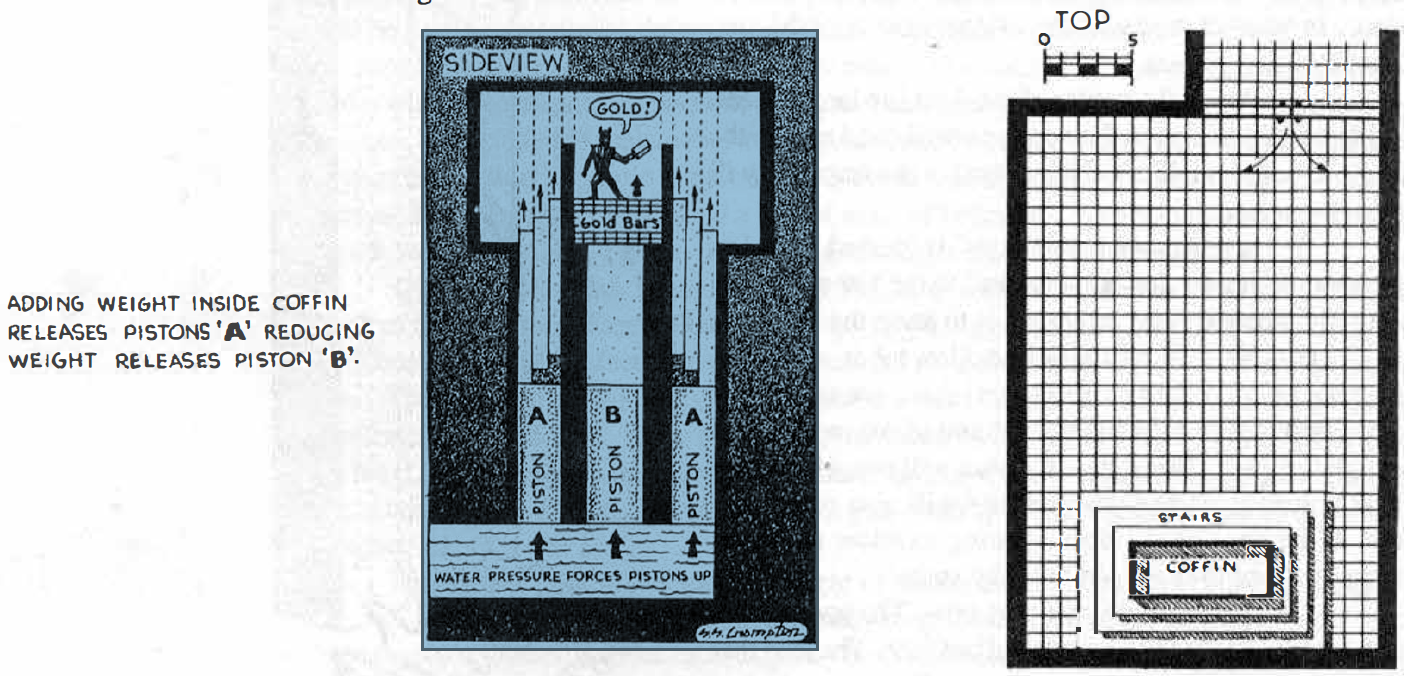 ADDING WEIGHT INSIDE COFFIN
RELEASES PISTONS 'A' REDUCING
WEIGHT RELEASES PISTON 'B'.
SIDEVIEW
GOLD!
Gold Bars
A
B
A
PISTON
PISTON
PISTON
WATER PRESSURE FORCES PISTONS UP
S.S. Crompton
TOP
0 5
STAIRS
COFFIN